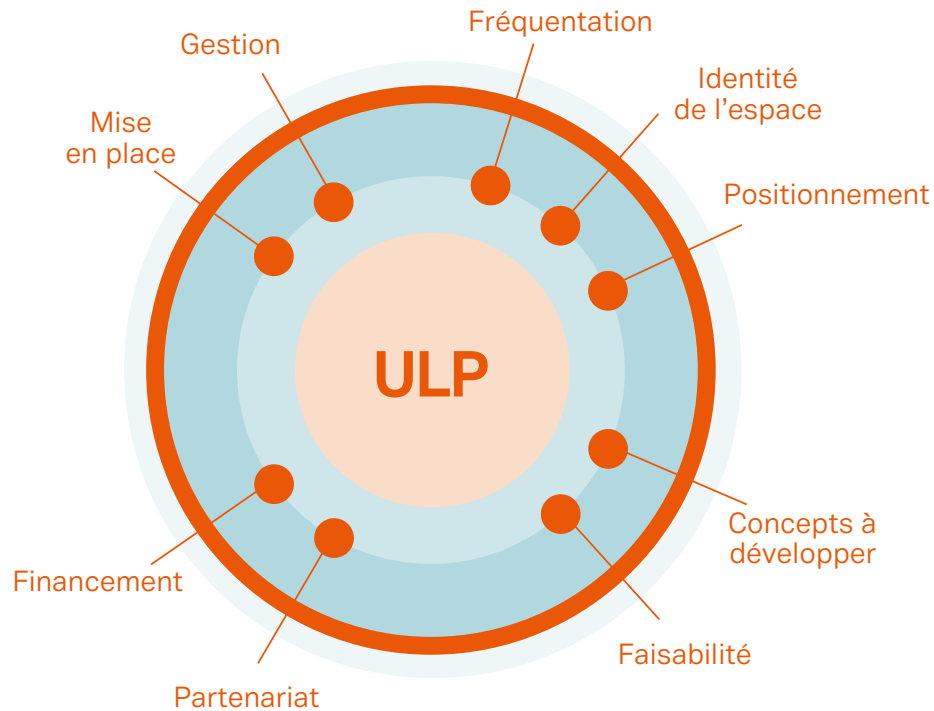 Fréquentation
Gestion
Identité
de l’espace
Mise
en place
Positionnement
ULP
Concepts à
développer
Financement
Faisabilité
Partenariat